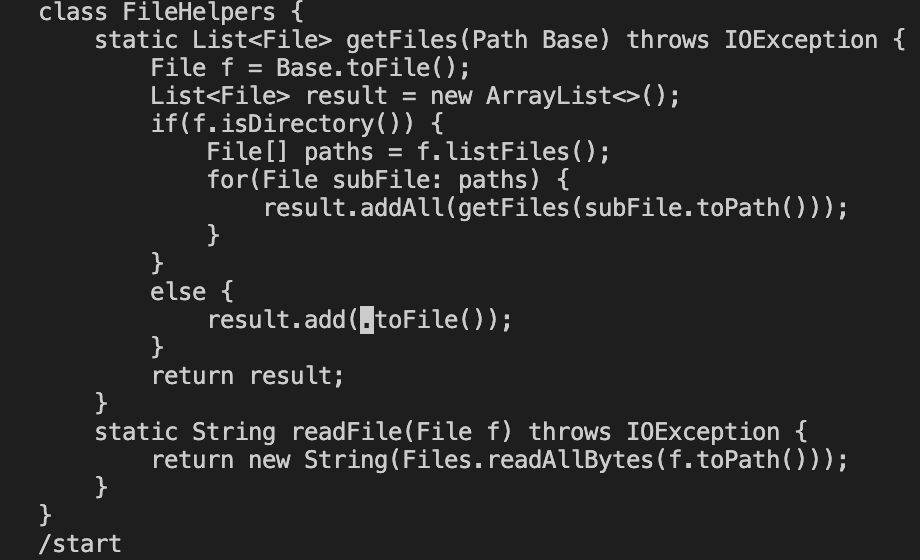 class FileHelpers {
    static List<File> getFiles(Path Base) throws IOException {
        File f = Base.toFile();
        List<File> result = new ArrayList<>();
        if(f.isDirectory()) {
            File[] paths = f.listFiles();
            for(File subFile: paths) {
                result.addAll(getFiles(subFile.toPath()));
            }
        }
        else {
            result.add(.toFile());
        }
        return result;
    }
    static String readFile(File f) throws IOException {
        return new String(Files.readAllBytes(f.toPath()));
    }
}
/start